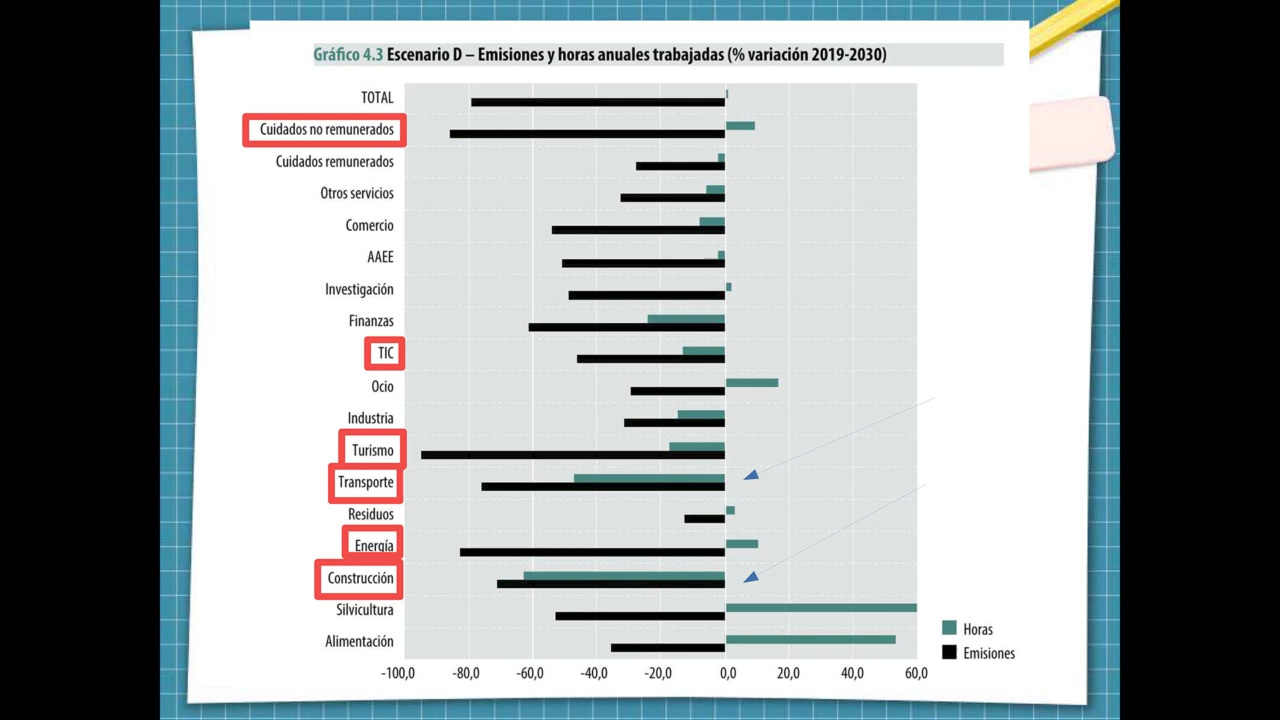 Gráfico 4.3 Escenario D – Emisiones y horas anuales trabajadas (% variación 2019-2030)
TOTAL
Cuidados no remunerados
Cuidados remunerados
Otros servicios
Comercio
AAEE
Investigación
Finanzas
TIC
Ocio
Industria
Turismo
Transporte
Residuos
Energía
Construcción
Silvicultura
Alimentación
Horas
Emisiones
-100,0 -80,0 -60,0 -40,0 -20,0 0,0 20,0 40,0 60,0